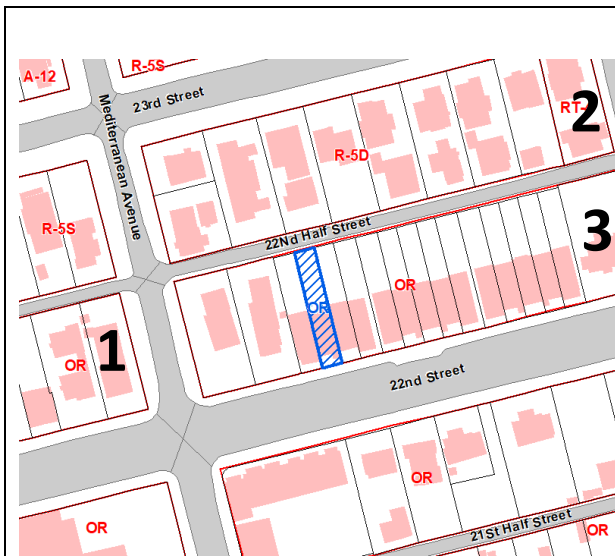 R-5S
A-12
23rd Street
Mediterranean Avenue
2
RT-
R-5D
R-5S
22Nd Half Street
3
OR
OR
1
OR
22nd Street
OR
21St Half Street
OR
OR